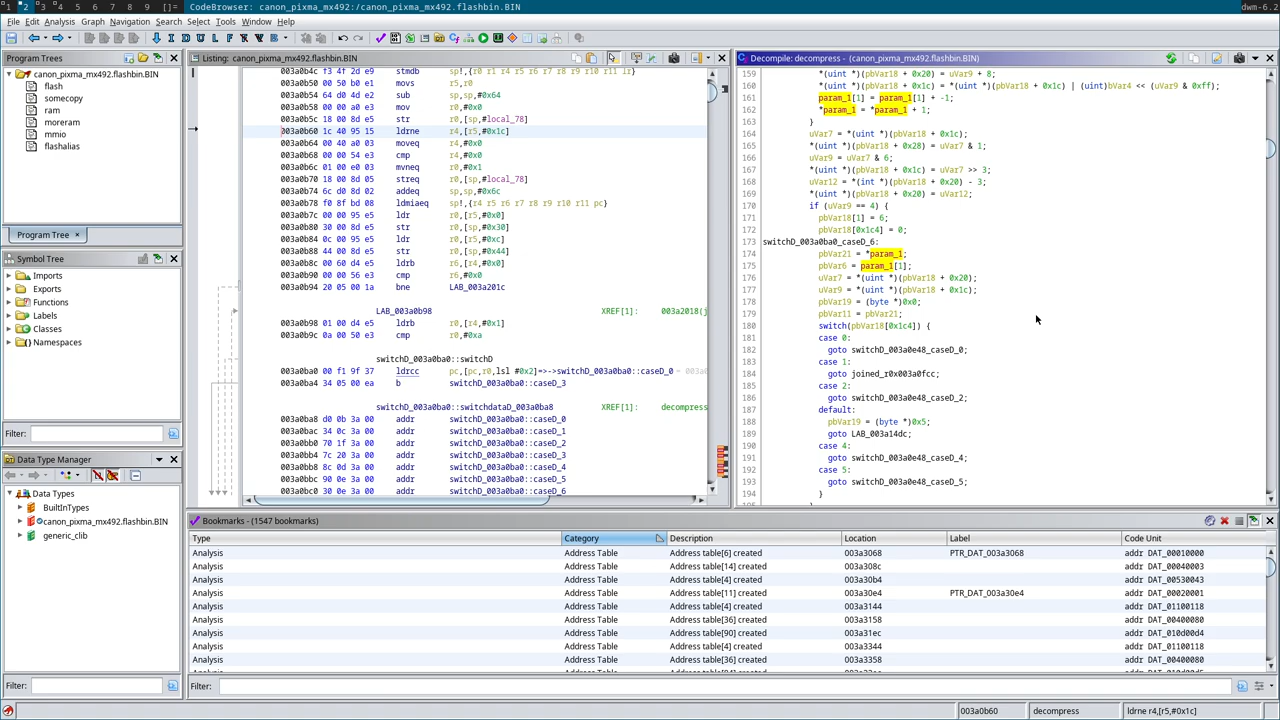 1 2 3 4 5 6 7 8 9 []= CodeBrowser: canon_pixma_mx492:/canon_pixma_mx492.flashbin.BIN dwm-6.2
File Edit Analysis Graph Navigation Search Select Tools Window Help
I D U L F R V B
Program Trees
canon_pixma_mx492.flashbin.BIN
flash
somecopy
ram
moreram
mmio
flashalias
Program Tree ×
Symbol Tree
Imports
Exports
Functions
Labels
Classes
Namespaces
Filter:
Data Type Manager
Data Types
BuiltInTypes
canon_pixma_mx492.flashbin.BIN
generic_clib
Filter:
Listing: canon_pixma_mx492.flashbin.BIN
003a0b4c f3 4f 2d e9 stmdb sp!,{r0 r1 r4 r5 r6 r7 r8 r9 r10 r11 lr}
003a0b50 00 50 b0 e1 movs r5,r0
003a0b54 64 d0 4d e2 sub sp,sp,#0x64
003a0b58 00 00 a0 e3 mov r0,#0x0
003a0b5c 18 00 8d e5 str r0,[sp,#local_78]
003a0b60 1c 40 95 15 ldrne r4,[r5,#0x1c]
003a0b64 00 40 a0 03 moveq r4,#0x0
003a0b68 00 00 54 e3 cmp r4,#0x0
003a0b6c 01 00 e0 03 mvneq r0,#0x1
003a0b70 18 00 8d 05 streq r0,[sp,#local_78]
003a0b74 6c d0 8d 02 addeq sp,sp,#0x6c
003a0b78 f0 8f bd 08 ldmiaeq sp!,{r4 r5 r6 r7 r8 r9 r10 r11 pc}
003a0b7c 00 00 95 e5 ldr r0,[r5,#0x0]
003a0b80 30 00 8d e5 str r0,[sp,#0x30]
003a0b84 0c 00 95 e5 ldr r0,[r5,#0xc]
003a0b88 44 00 8d e5 str r0,[sp,#0x44]
003a0b8c 00 60 d4 e5 ldrb r6,[r4,#0x0]
003a0b90 00 00 56 e3 cmp r6,#0x0
003a0b94 20 05 00 1a bne LAB_003a201c
LAB_003a0b98 XREF[1]: 003a2018(j
003a0b98 01 00 d4 e5 ldrb r0,[r4,#0x1]
003a0b9c 0a 00 50 e3 cmp r0,#0xa
switchD_003a0ba0::switchD
003a0ba0 00 f1 9f 37 ldrcc pc,[pc,r0,lsl #0x2]=>->switchD_003a0ba0::caseD_0 = 003a0
003a0ba4 34 05 00 ea b switchD_003a0ba0::caseD_3
switchD_003a0ba0::switchdataD_003a0ba8 XREF[1]: decompress
003a0ba8 d0 0b 3a 00 addr switchD_003a0ba0::caseD_0
003a0bac 34 0c 3a 00 addr switchD_003a0ba0::caseD_1
003a0bb0 70 1f 3a 00 addr switchD_003a0ba0::caseD_2
003a0bb4 7c 20 3a 00 addr switchD_003a0ba0::caseD_3
003a0bb8 8c 0d 3a 00 addr switchD_003a0ba0::caseD_4
003a0bbc 90 0e 3a 00 addr switchD_003a0ba0::caseD_5
003a0bc0 30 0e 3a 00 addr switchD_003a0ba0::caseD_6
Decompile: decompress - (canon_pixma_mx492.flashbin.BIN)
159 *(uint *)(pbVar18 + 0x20) = uVar9 + 8;
160 *(uint *)(pbVar18 + 0x1c) = *(uint *)(pbVar18 + 0x1c) | (uint)bVar4 << (uVar9 & 0xff);
161 param_1[1] = param_1[1] + -1;
162 *param_1 = *param_1 + 1;
163 }
164 uVar7 = *(uint *)(pbVar18 + 0x1c);
165 *(uint *)(pbVar18 + 0x28) = uVar7 & 1;
166 uVar9 = uVar7 & 6;
167 *(uint *)(pbVar18 + 0x1c) = uVar7 >> 3;
168 uVar12 = *(int *)(pbVar18 + 0x20) - 3;
169 *(uint *)(pbVar18 + 0x20) = uVar12;
170 if (uVar9 == 4) {
171 pbVar18[1] = 6;
172 pbVar18[0x1c4] = 0;
173 switchD_003a0ba0_caseD_6:
174 pbVar21 = *param_1;
175 pbVar6 = param_1[1];
176 uVar7 = *(uint *)(pbVar18 + 0x20);
177 uVar9 = *(uint *)(pbVar18 + 0x1c);
178 pbVar19 = (byte *)0x0;
179 pbVar11 = pbVar21;
180 switch(pbVar18[0x1c4]) {
181 case 0:
182 goto switchD_003a0e48_caseD_0;
183 case 1:
184 goto joined_r0x003a0fcc;
185 case 2:
186 goto switchD_003a0e48_caseD_2;
187 default:
188 pbVar19 = (byte *)0x5;
189 goto LAB_003a14dc;
190 case 4:
191 goto switchD_003a0e48_caseD_4;
192 case 5:
193 goto switchD_003a0e48_caseD_5;
194 }
Bookmarks - (1547 bookmarks)
Type Category Description Location Label Code Unit
Analysis Address Table Address table[6] created 003a3068 PTR_DAT_003a3068 addr DAT_00010000
Analysis Address Table Address table[14] created 003a308c addr DAT_00040003
Analysis Address Table Address table[4] created 003a30b4 addr DAT_00530043
Analysis Address Table Address table[11] created 003a30e4 PTR_DAT_003a30e4 addr DAT_00020001
Analysis Address Table Address table[4] created 003a3144 addr DAT_01100118
Analysis Address Table Address table[36] created 003a3158 addr DAT_00400080
Analysis Address Table Address table[90] created 003a31ec addr DAT_010d00d4
Analysis Address Table Address table[4] created 003a3344 addr DAT_01100118
Analysis Address Table Address table[36] created 003a3358 addr DAT_00400080
Filter:
003a0b60 decompress ldrne r4,[r5,#0x1c]